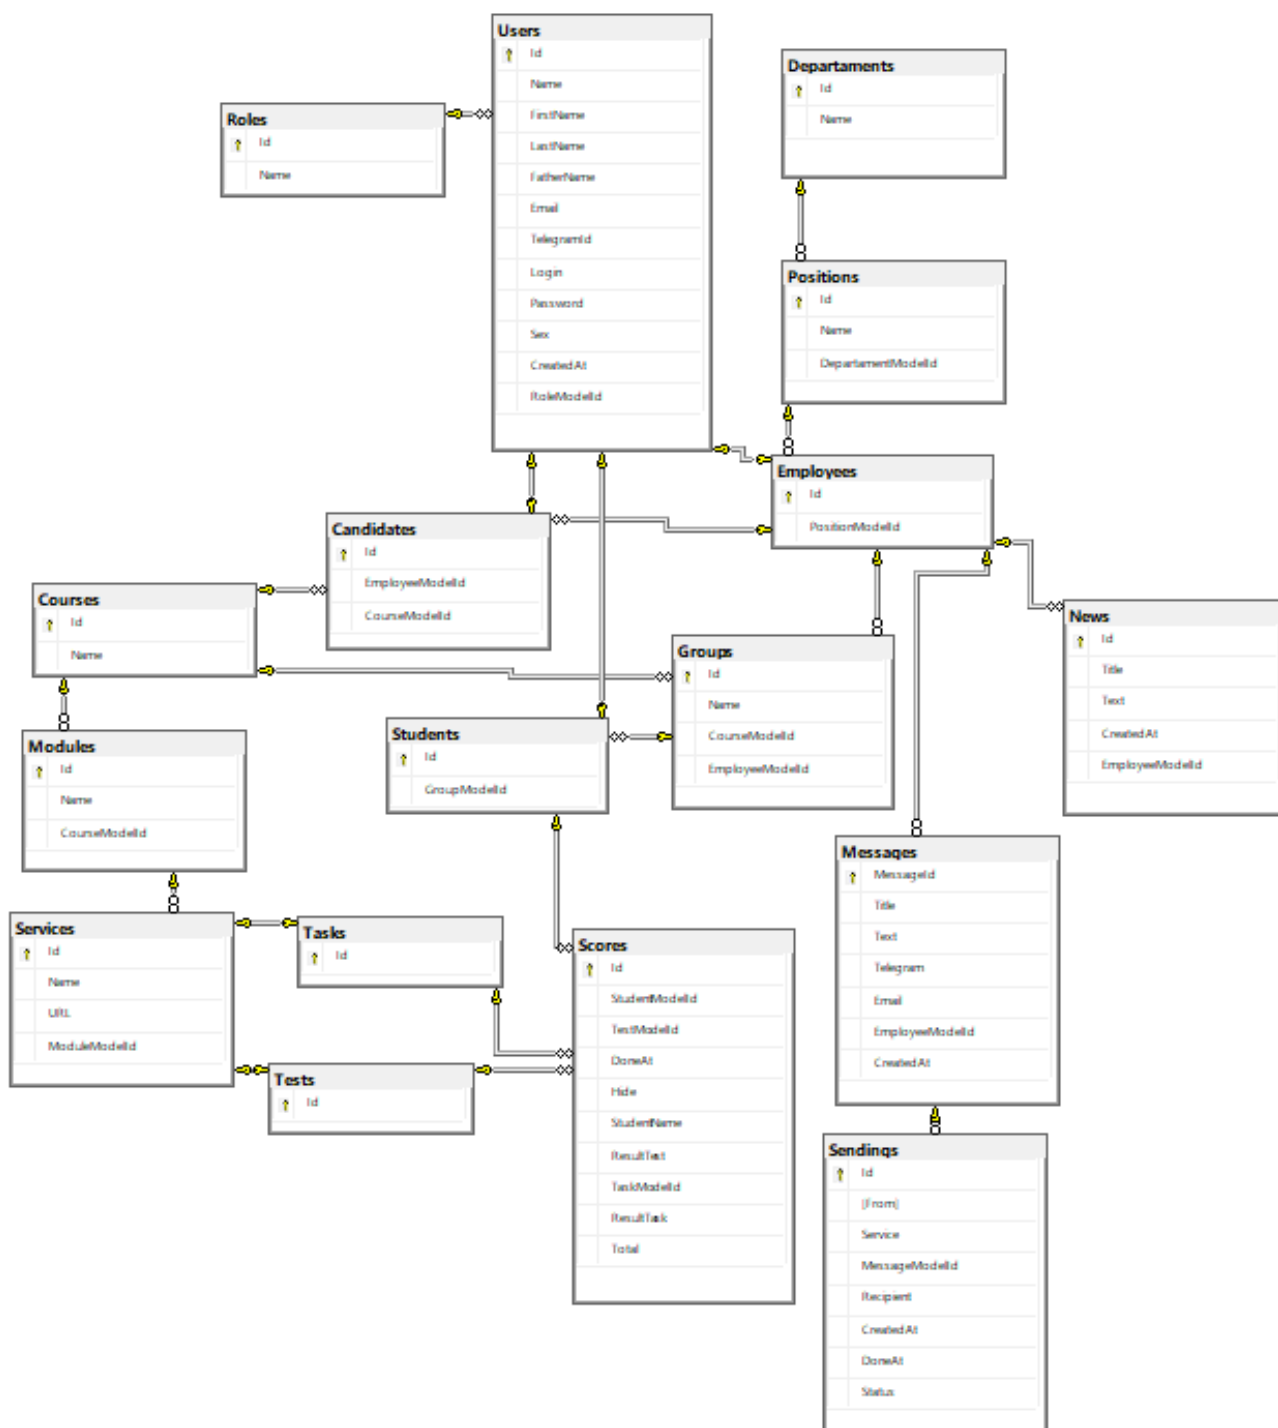 Users
Id
Name
FirstName
LastName
FatherName
Email
TelegramId
Login
Password
Sex
CreatedAt
RoleModelId
Departaments
Id
Name
Roles
Id
Name
Positions
Id
Name
DepartamentModelId
Employees
Id
PositionModelId
Candidates
Id
EmployeeModelId
CourseModelId
Courses
Id
Name
News
Id
Title
Text
CreatedAt
EmployeeModelId
Groups
Id
Name
CourseModelId
EmployeeModelId
Students
Id
GroupModelId
Modules
Id
Name
CourseModelId
Messages
MessageId
Title
Text
Telegram
Email
EmployeeModelId
CreatedAt
Services
Id
Name
URL
ModuleModelId
Tasks
Id
Scores
Id
StudentModelId
TestModelId
DoneAt
Hide
StudentName
ResultTest
TaskModelId
ResultTask
Total
Tests
Id
Sendings
Id
[From]
Service
MessageModelId
Recipient
CreatedAt
DoneAt
Status